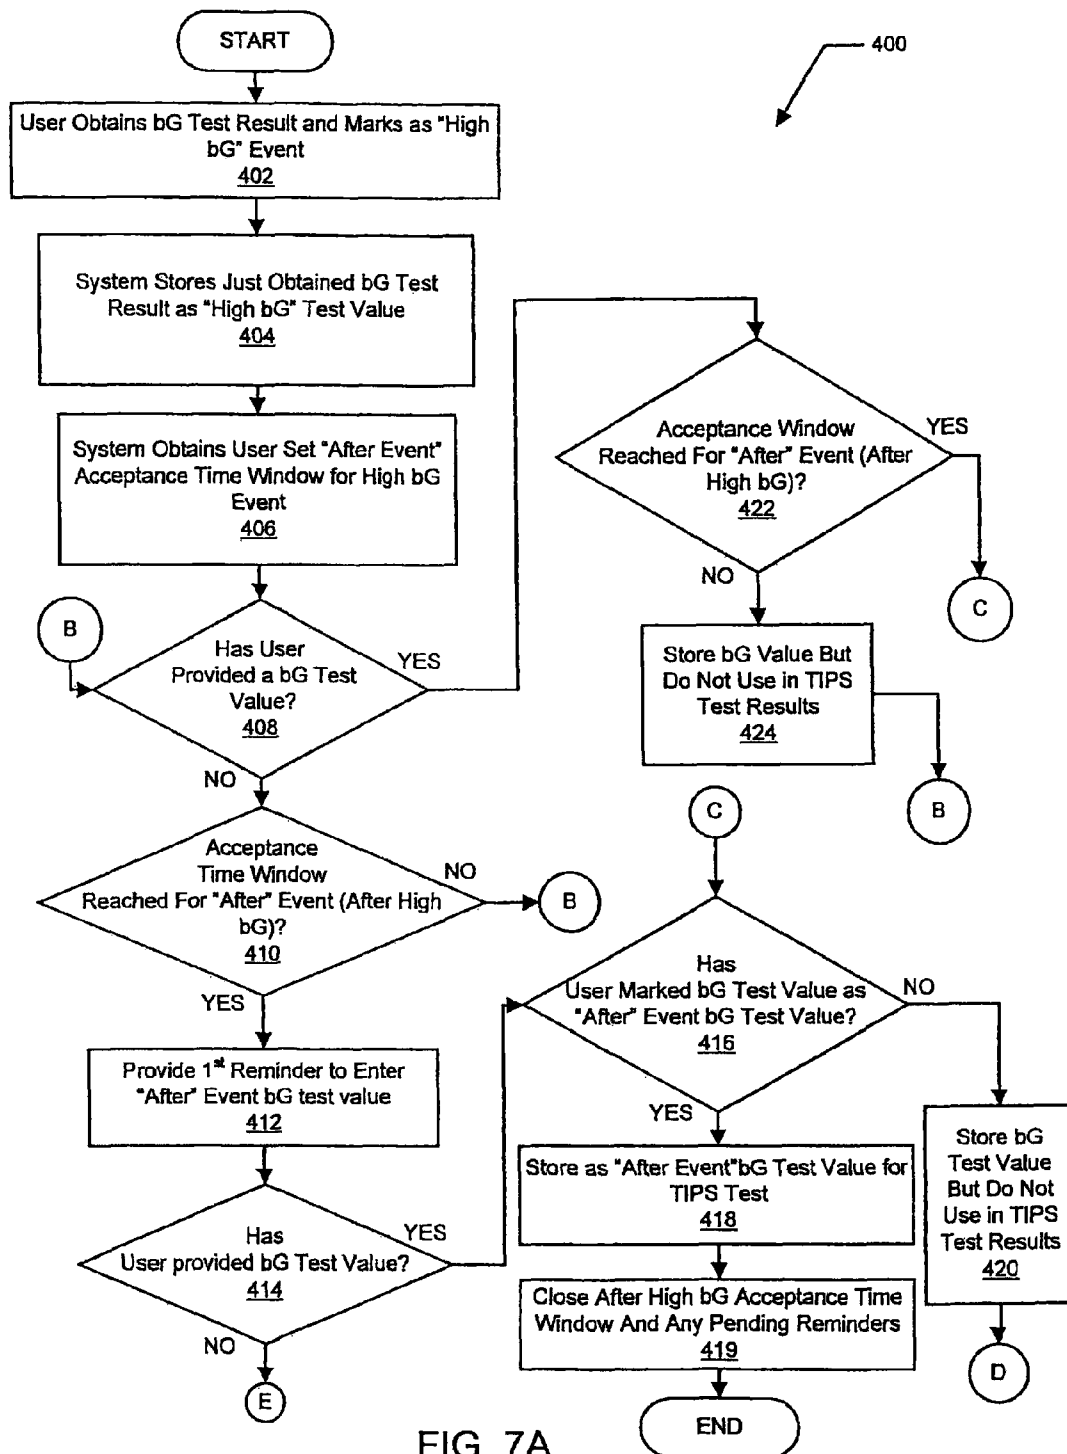 START
400
User Obtains bG Test Result and Marks as "High
bG" Event
402
System Stores Just Obtained bG Test
Result as "High bG" Test Value
404
System Obtains User Set "After Event"
Acceptance Time Window for High bG
Event
406
B
Has User
Provided a bG Test
Value?
408
YES
NO
Acceptance Window
Reached For "After" Event (After
High bG)?
422
YES
NO
C
Store bG Value But
Do Not Use in TIPS
Test Results
424
B
Acceptance
Time Window
Reached For "After" Event (After High
bG)?
410
NO
B
YES
Provide 1st Reminder to Enter
"After" Event bG test value
412
Has
User provided bG Test Value?
414
YES
NO
E
C
Has
User Marked bG Test Value as
"After" Event bG Test Value?
416
NO
YES
Store as "After Event"bG Test Value for
TIPS Test
418
Close After High bG Acceptance Time
Window And Any Pending Reminders
419
END
Store bG
Test Value
But Do Not
Use in TIPS
Test Results
420
D
FIG. 7A